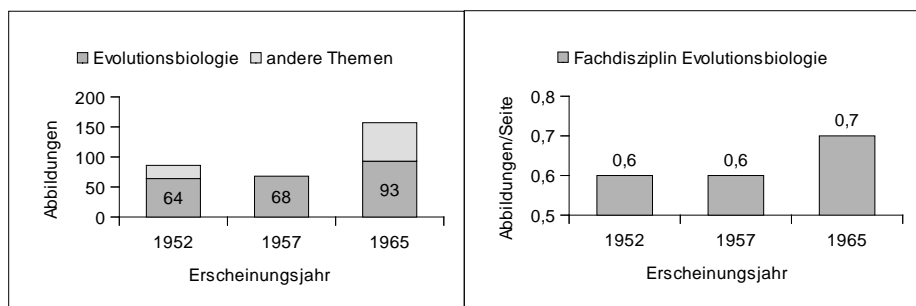 Evolutionsbiologie andere Themen
Abbildungen
200
150
100
50
0
64
68
93
1952 1957 1965
Erscheinungsjahr
Fachdisziplin Evolutionsbiologie
Abbildungen/Seite
0,8
0,7
0,6
0,5
0,6
0,6
0,7
1952 1957 1965
Erscheinungsjahr